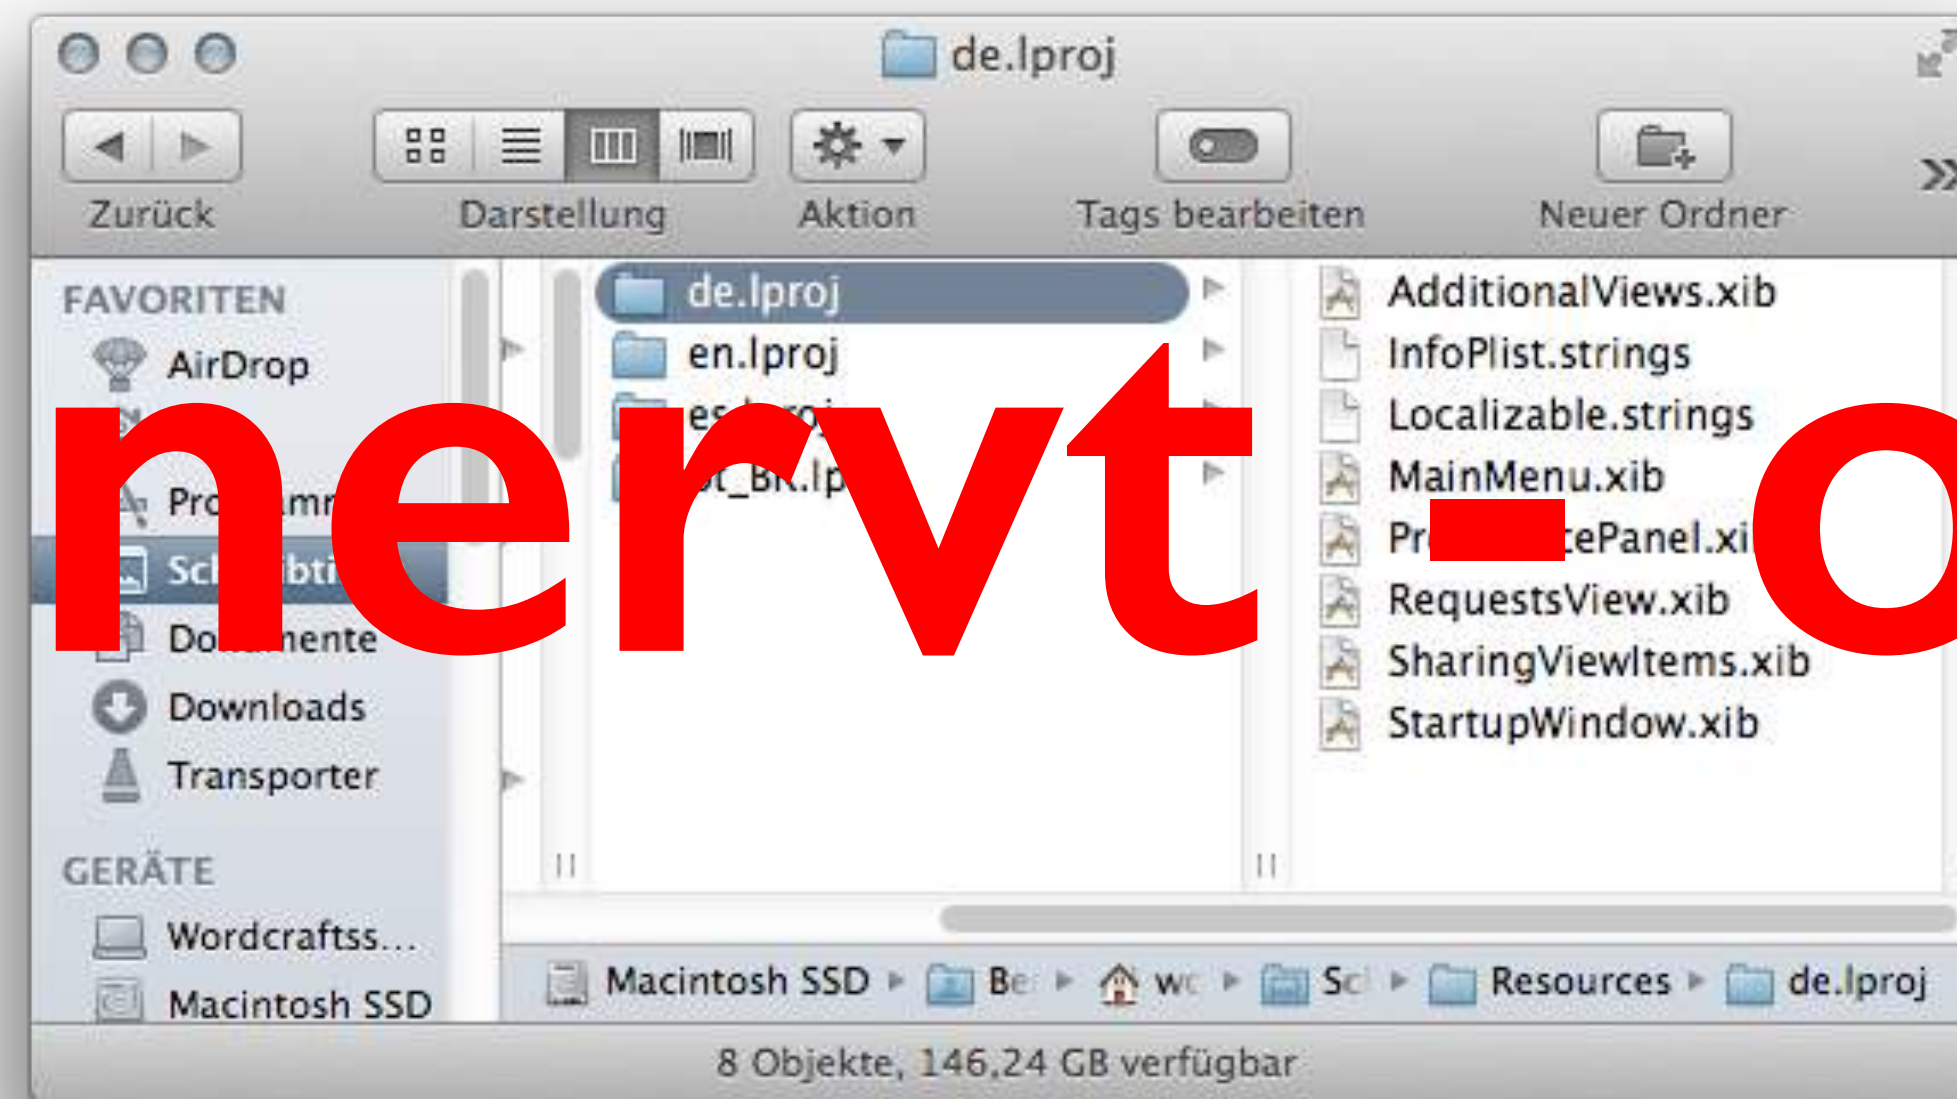 de.lproj
Zurück Darstellung Aktion Tags bearbeiten Neuer Ordner
FAVORITEN
AirDrop
Dokumente
Downloads
Transporter
GERÄTE
Wordcraftss...
Macintosh SSD
de.lproj
en.lproj
AdditionalViews.xib
InfoPlist.strings
Localizable.strings
MainMenu.xib
RequestsView.xib
SharingViewItems.xib
StartupWindow.xib
nervt - o
Macintosh SSD Resources de.lproj
8 Objekte, 146,24 GB verfügbar